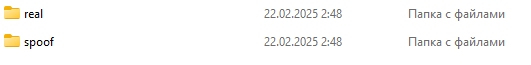 real 22.02.2025 2:48 Папка с файлами
spoof 22.02.2025 2:48 Папка с файлами